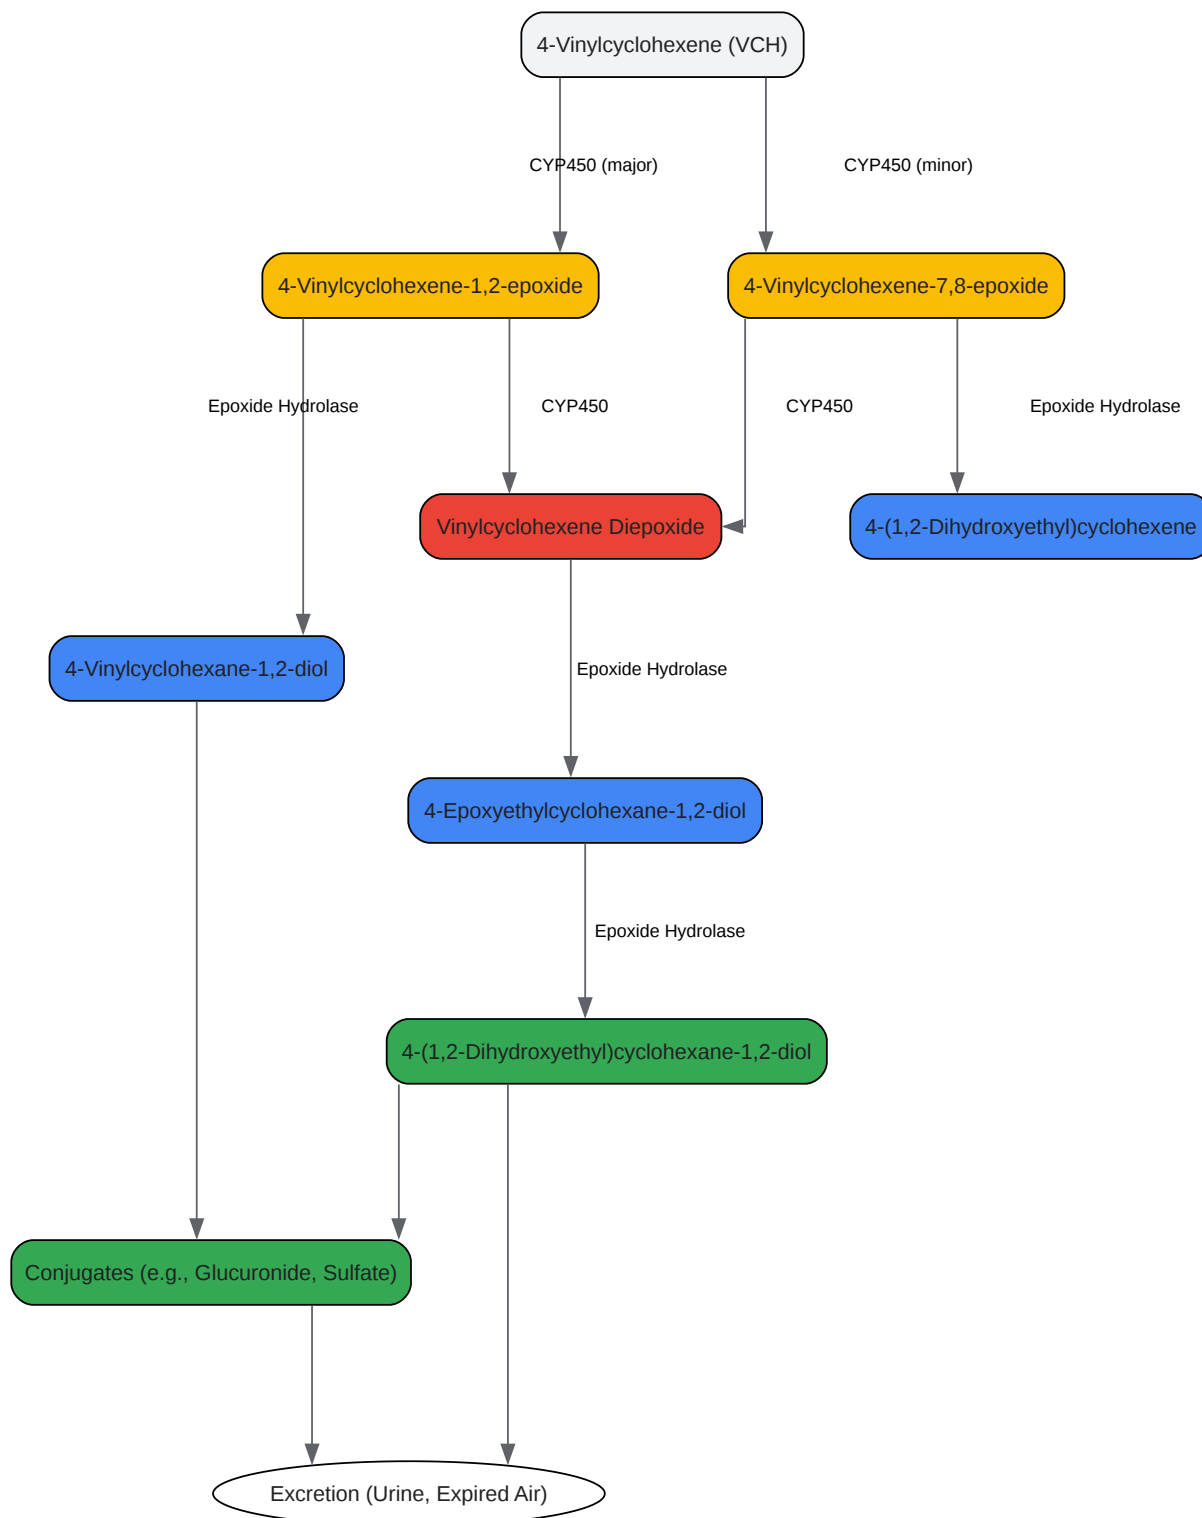 4-Vinylcyclohexene (VCH)
CYP450 (major)
CYP450 (minor)
4-Vinylcyclohexene-1,2-epoxide
4-Vinylcyclohexene-7,8-epoxide
Epoxide Hydrolase
CYP450
CYP450
Epoxide Hydrolase
Vinylcyclohexene Diepoxide
4-(1,2-Dihydroxyethyl)cyclohexene
4-Vinylcyclohexane-1,2-diol
Epoxide Hydrolase
4-Epoxyethylcyclohexane-1,2-diol
Epoxide Hydrolase
4-(1,2-Dihydroxyethyl)cyclohexane-1,2-diol
Conjugates (e.g., Glucuronide, Sulfate)
Excretion (Urine, Expired Air)